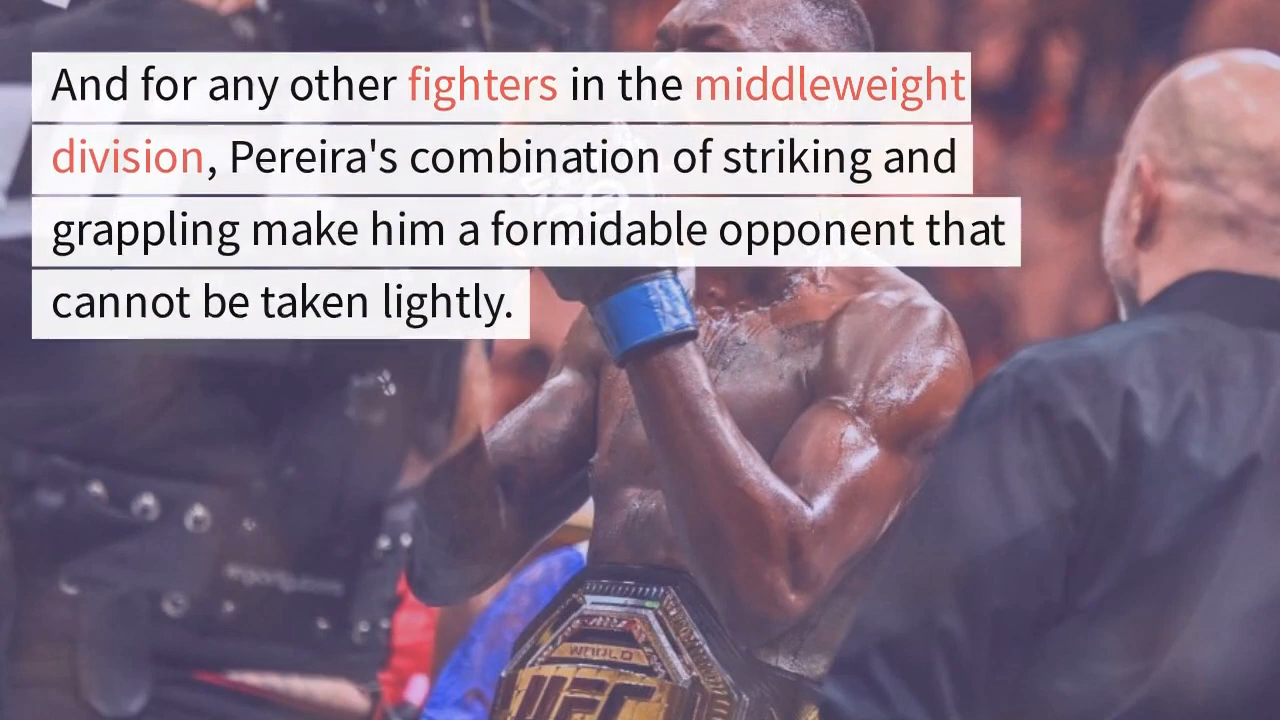 And for any other fighters in the middleweight
division, Pereira's combination of striking and
grappling make him a formidable opponent that
cannot be taken lightly.
WORLD
UFC